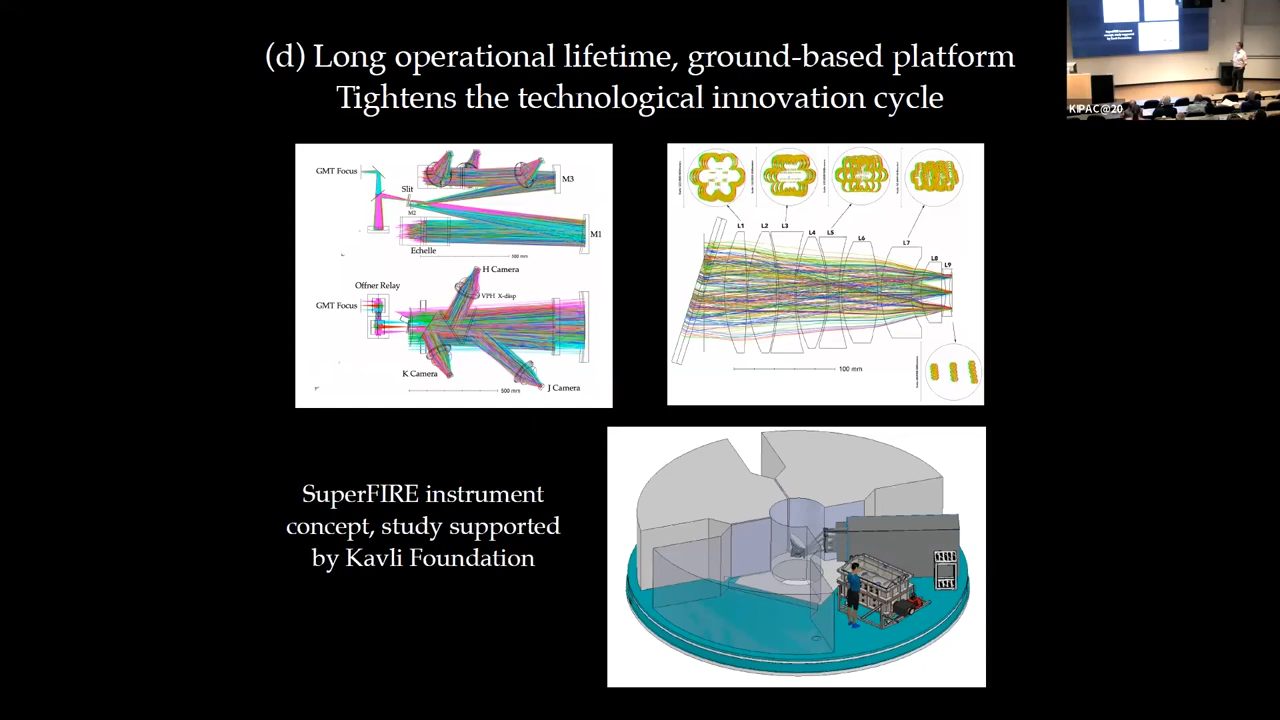 (d) Long operational lifetime, ground-based platform
Tightens the technological innovation cycle
KIPAC@20
GMT Focus
Slit
M2
M3
M1
Echelle
500 mm
H Camera
VPH X-disp
Offner Relay
GMT Focus
K Camera
J Camera
500 mm
L1
L2
L3
L4
L5
L6
L7
L8
L9
100 mm
SuperFIRE instrument
concept, study supported
by Kavli Foundation